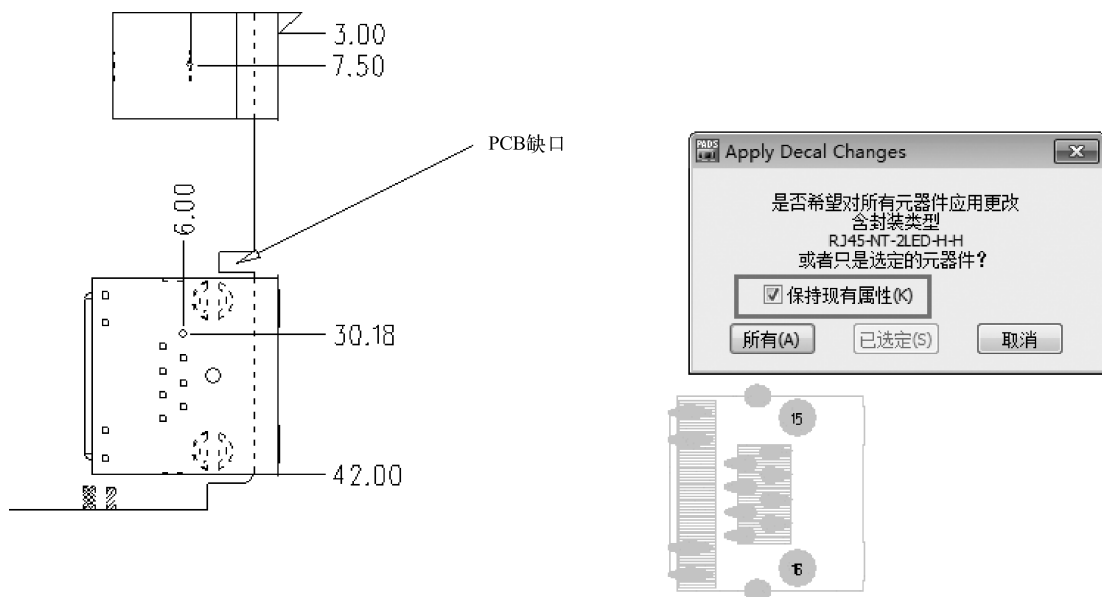 3.00
7.50
PCB缺口
6.00
30.18
42.00
PADS
Apply Decal Changes
是否希望对所有元器件应用更改
含封装类型
RJ45-NT-2LED-H-H
或者只是选定的元器件？
保持现有属性(K)
所有(A)
已选定(S)
取消
15
16